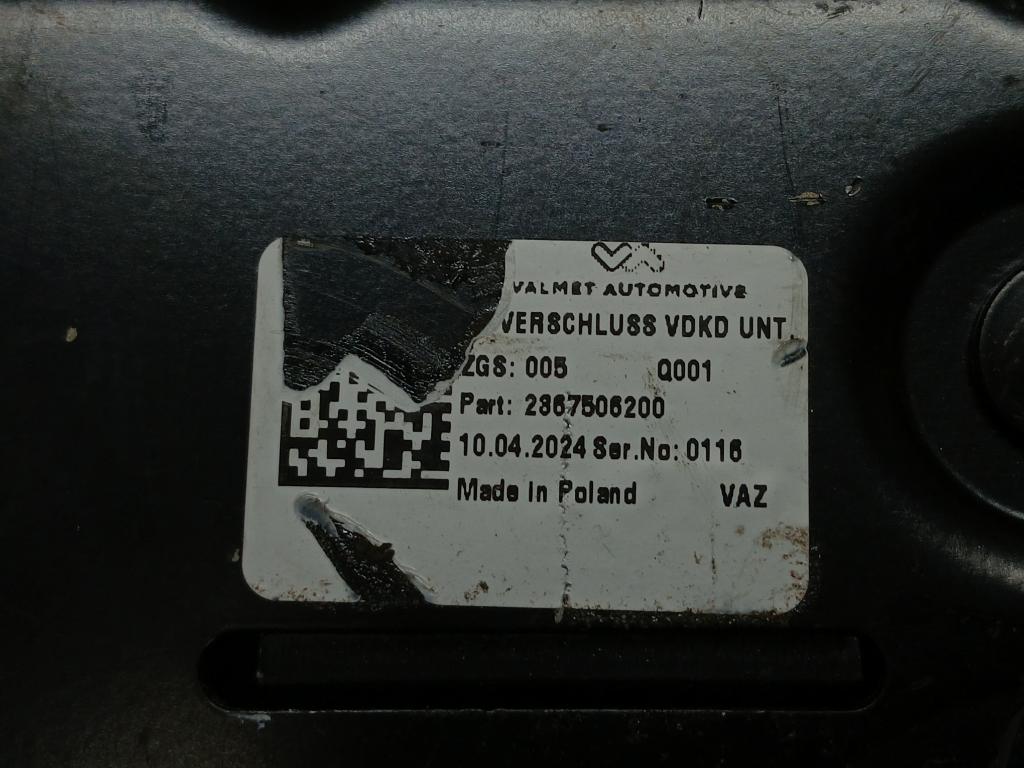 VALMET AUTOMOTIVE
VERSCHLUSS VDKD UNT.
ZGS: 005 Q001
Part: 2367506200
10.04.2024 Ser.No: 0116
Made In Poland VAZ